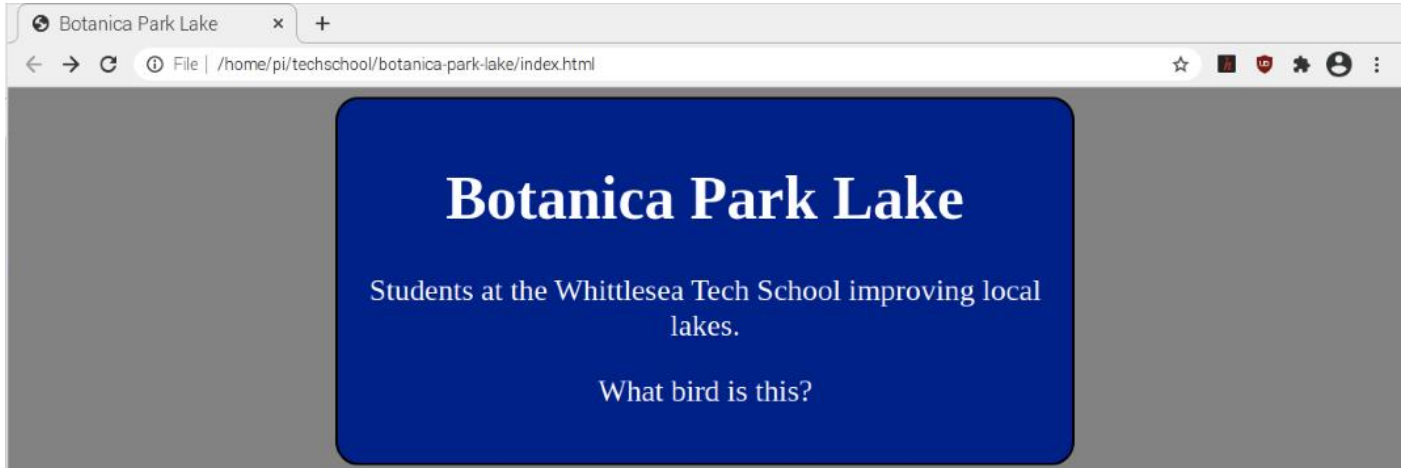 Botanica Park Lake
File | /home/pi/techschool/botanica-park-lake/index.html
Botanica Park Lake
Students at the Whittlesea Tech School improving local
lakes.
What bird is this?